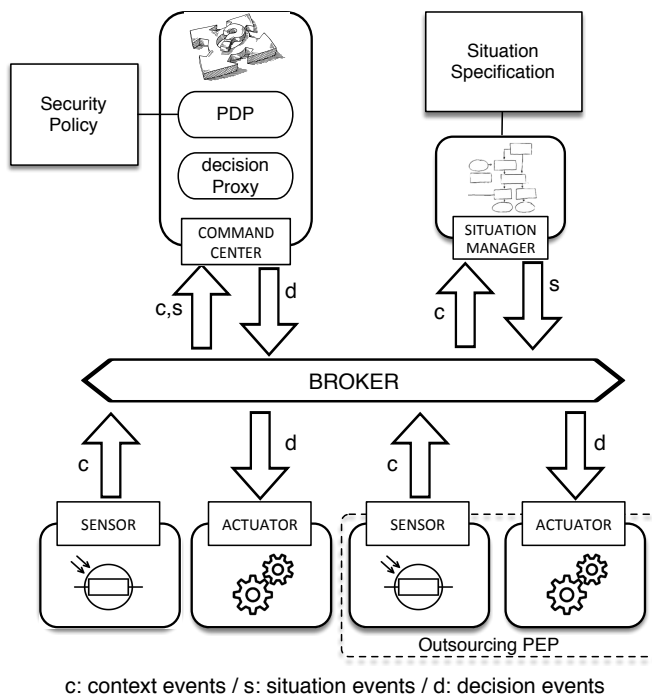 Situation
Specification
Security
Policy
PDP
decision
Proxy
COMMAND
CENTER
SITUATION
MANAGER
c,s
d
c
s
BROKER
c
d
c
d
SENSOR
ACTUATOR
SENSOR
ACTUATOR
Outsourcing PEP
c: context events / s: situation events / d: decision events